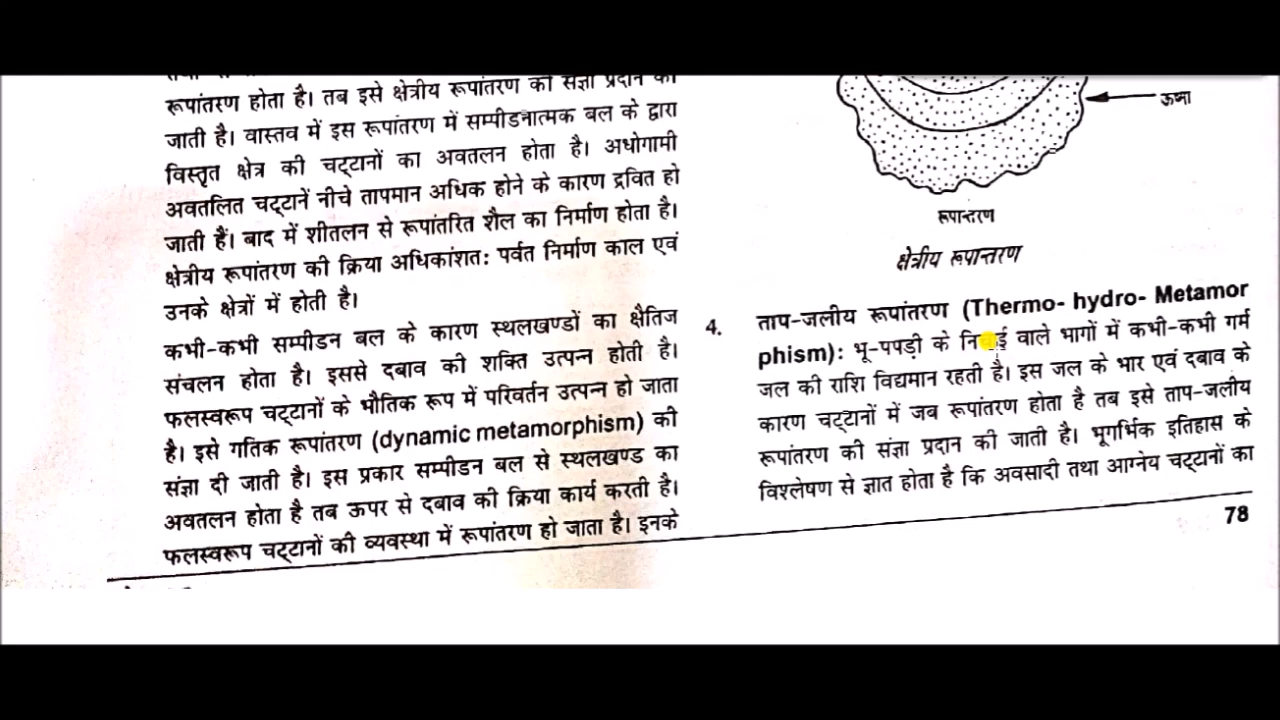 रूपांतरण होता है। तब इसे क्षेत्रीय रूपांतरण की संज्ञा प्रदान की
जाती है। वास्तव में इस रूपांतरण में सम्पीडनात्मक बल के द्वारा
विस्तृत क्षेत्र की चट्टानों का अवतलन होता है। अधोगामी
अवतलित चट्टानें नीचे तापमान अधिक होने के कारण द्रवित हो
जाती हैं। बाद में शीतलन से रूपांतरित शैल का निर्माण होता है।
क्षेत्रीय रूपांतरण की क्रिया अधिकांशतः पर्वत निर्माण काल एवं
उनके क्षेत्रों में होती है।
कभी-कभी सम्पीडन बल के कारण स्थलखण्डों का क्षैतिज
संचलन होता है। इससे दबाव की शक्ति उत्पन्न होती है।
फलस्वरूप चट्टानों के भौतिक रूप में परिवर्तन उत्पन्न हो जाता
है। इसे गतिक रूपांतरण (dynamic metamorphism) की
संज्ञा दी जाती है। इस प्रकार सम्पीडन बल से स्थलखण्ड का
अवतलन होता है तब ऊपर से दबाव की क्रिया कार्य करती है।
फलस्वरूप चट्टानों की व्यवस्था में रूपांतरण हो जाता है। इनके
ऊष्मा
रूपान्तरण
क्षेत्रीय रूपान्तरण
4. ताप-जलीय रूपांतरण (Thermo- hydro- Metamor
phism): भू-पपड़ी के वाले भागों में कभी-कभी गर्म
जल की राशि विद्यमान रहती है। इस जल के भार एवं दबाव के
कारण चट्टानों में जब रूपांतरण होता है तब इसे ताप-जलीय
रूपांतरण की संज्ञा प्रदान की जाती है। भूगर्भिक इतिहास के
विश्लेषण से ज्ञात होता है कि अवसादी तथा आग्नेय चट्टानों का
78